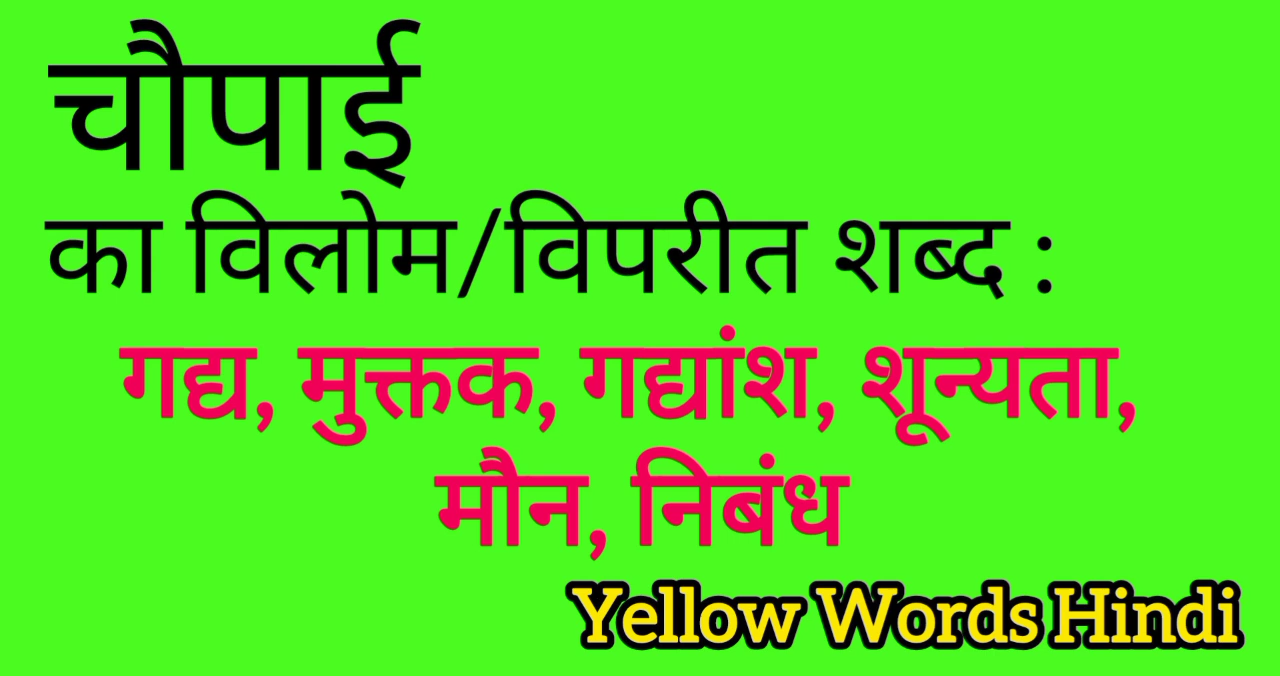 चौपाई
का विलोम/विपरीत शब्द :
गद्य, मुक्तक, गद्यांश, शून्यता,
मौन, निबंध
Yellow Words Hindi